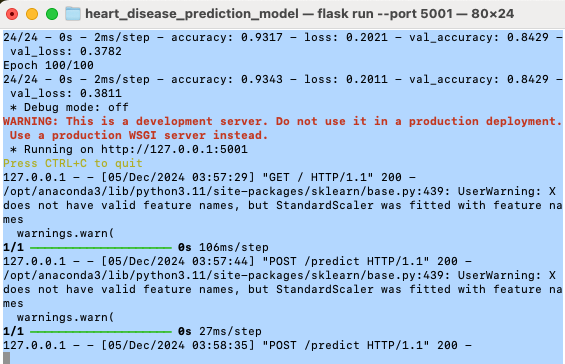 heart_disease_prediction_model — flask run --port 5001 — 80×24
24/24 - 0s - 2ms/step - accuracy: 0.9317 - loss: 0.2021 - val_accuracy: 0.8429 -
 val_loss: 0.3782
Epoch 100/100
24/24 - 0s - 2ms/step - accuracy: 0.9343 - loss: 0.2011 - val_accuracy: 0.8429 -
 val_loss: 0.3811
 * Debug mode: off
WARNING: This is a development server. Do not use it in a production deployment.
 Use a production WSGI server instead.
 * Running on http://127.0.0.1:5001
Press CTRL+C to quit
127.0.0.1 - - [05/Dec/2024 03:57:29] "GET / HTTP/1.1" 200 -
/opt/anaconda3/lib/python3.11/site-packages/sklearn/base.py:439: UserWarning: X
does not have valid feature names, but StandardScaler was fitted with feature na
mes
  warnings.warn(
1/1 ━━━━━━━━━━━━━━━━━━━━ 0s 106ms/step
127.0.0.1 - - [05/Dec/2024 03:57:44] "POST /predict HTTP/1.1" 200 -
/opt/anaconda3/lib/python3.11/site-packages/sklearn/base.py:439: UserWarning: X
does not have valid feature names, but StandardScaler was fitted with feature na
mes
  warnings.warn(
1/1 ━━━━━━━━━━━━━━━━━━━━ 0s 27ms/step
127.0.0.1 - - [05/Dec/2024 03:58:35] "POST /predict HTTP/1.1" 200 -